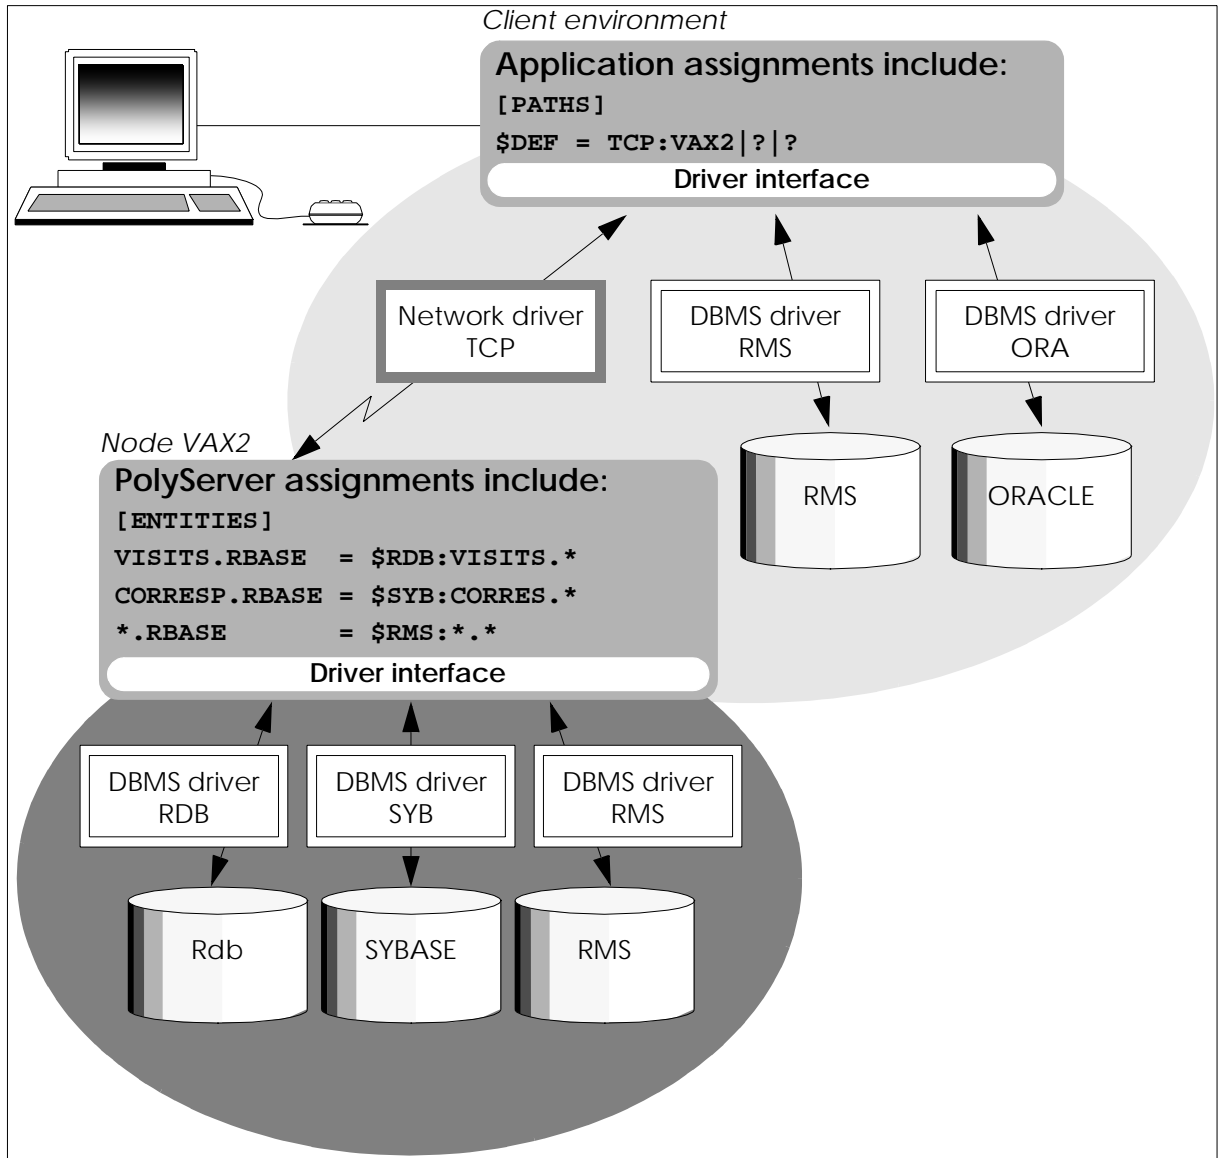 Client environment
Application assignments include:
[PATHS]
$DEF = TCP:VAX2|?|?
Driver interface
Network driver
TCP
DBMS driver
RMS
DBMS driver
ORA
RMS
ORACLE
Node VAX2
PolyServer assignments include:
[ENTITIES]
VISITS.RBASE = $RDB:VISITS.*
CORRESP.RBASE = $SYB:CORRES.*
*.RBASE = $RMS:*.*
Driver interface
DBMS driver
RDB
DBMS driver
SYB
DBMS driver
RMS
Rdb
SYBASE
RMS